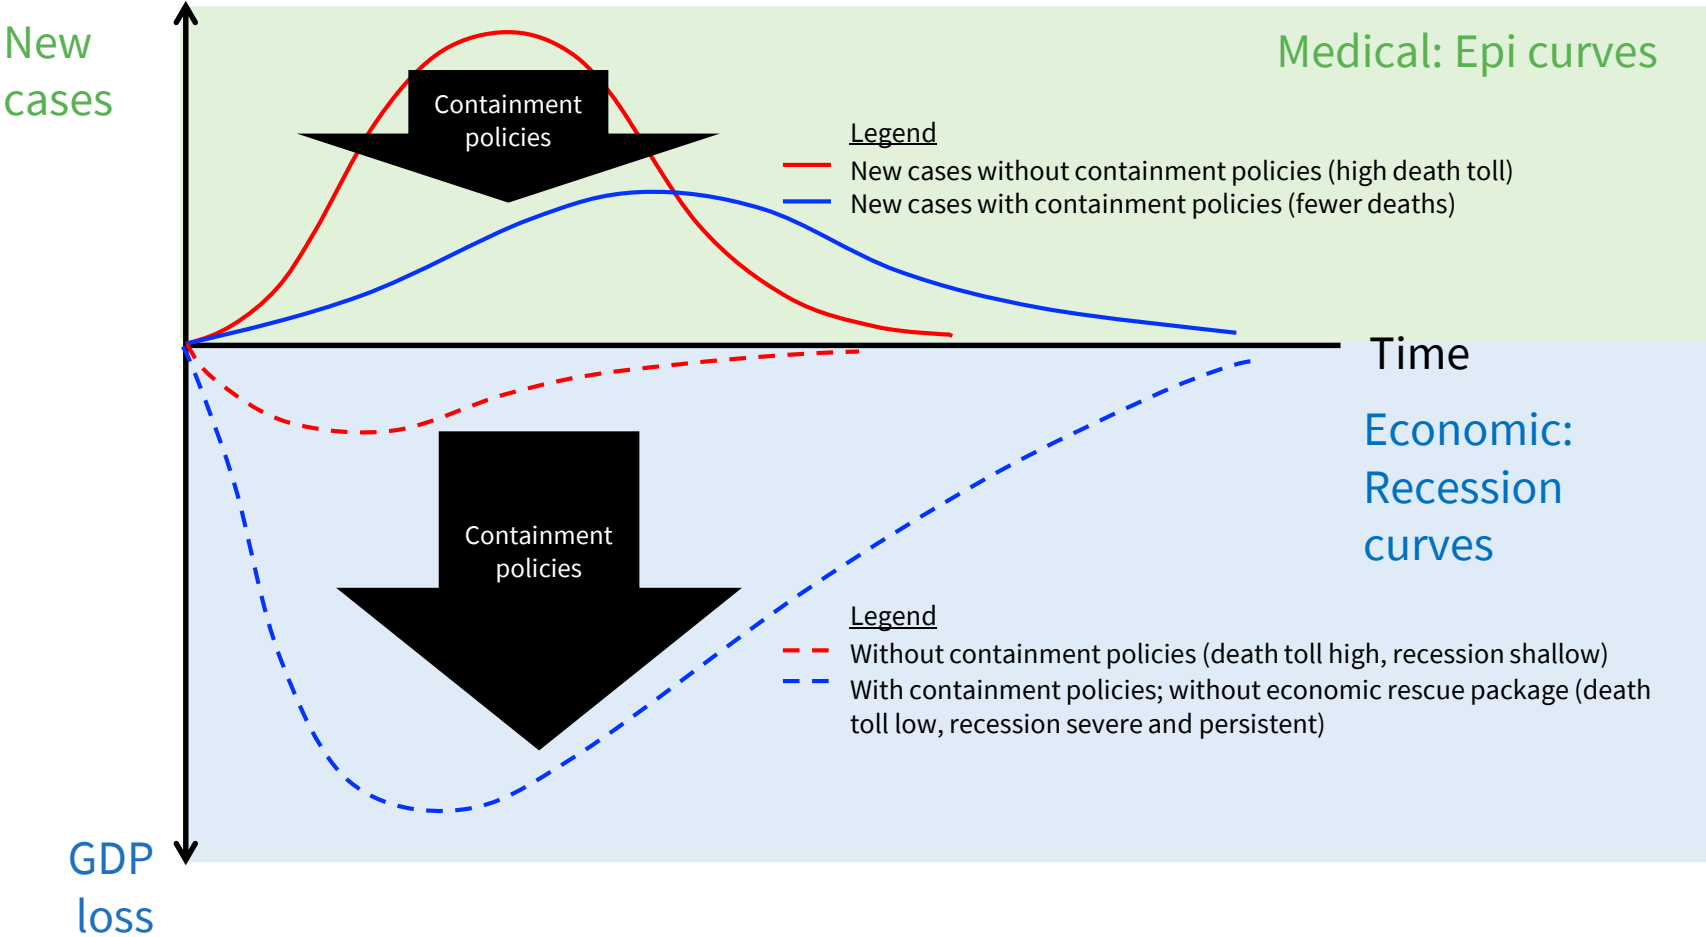 New
cases
Medical: Epi curves
Containment
policies
Legend
New cases without containment policies (high death toll)
New cases with containment policies (fewer deaths)
Time
Economic:
Recession
curves
Containment
policies
Legend
Without containment policies (death toll high, recession shallow)
With containment policies; without economic rescue package (death
toll low, recession severe and persistent)
GDP
loss